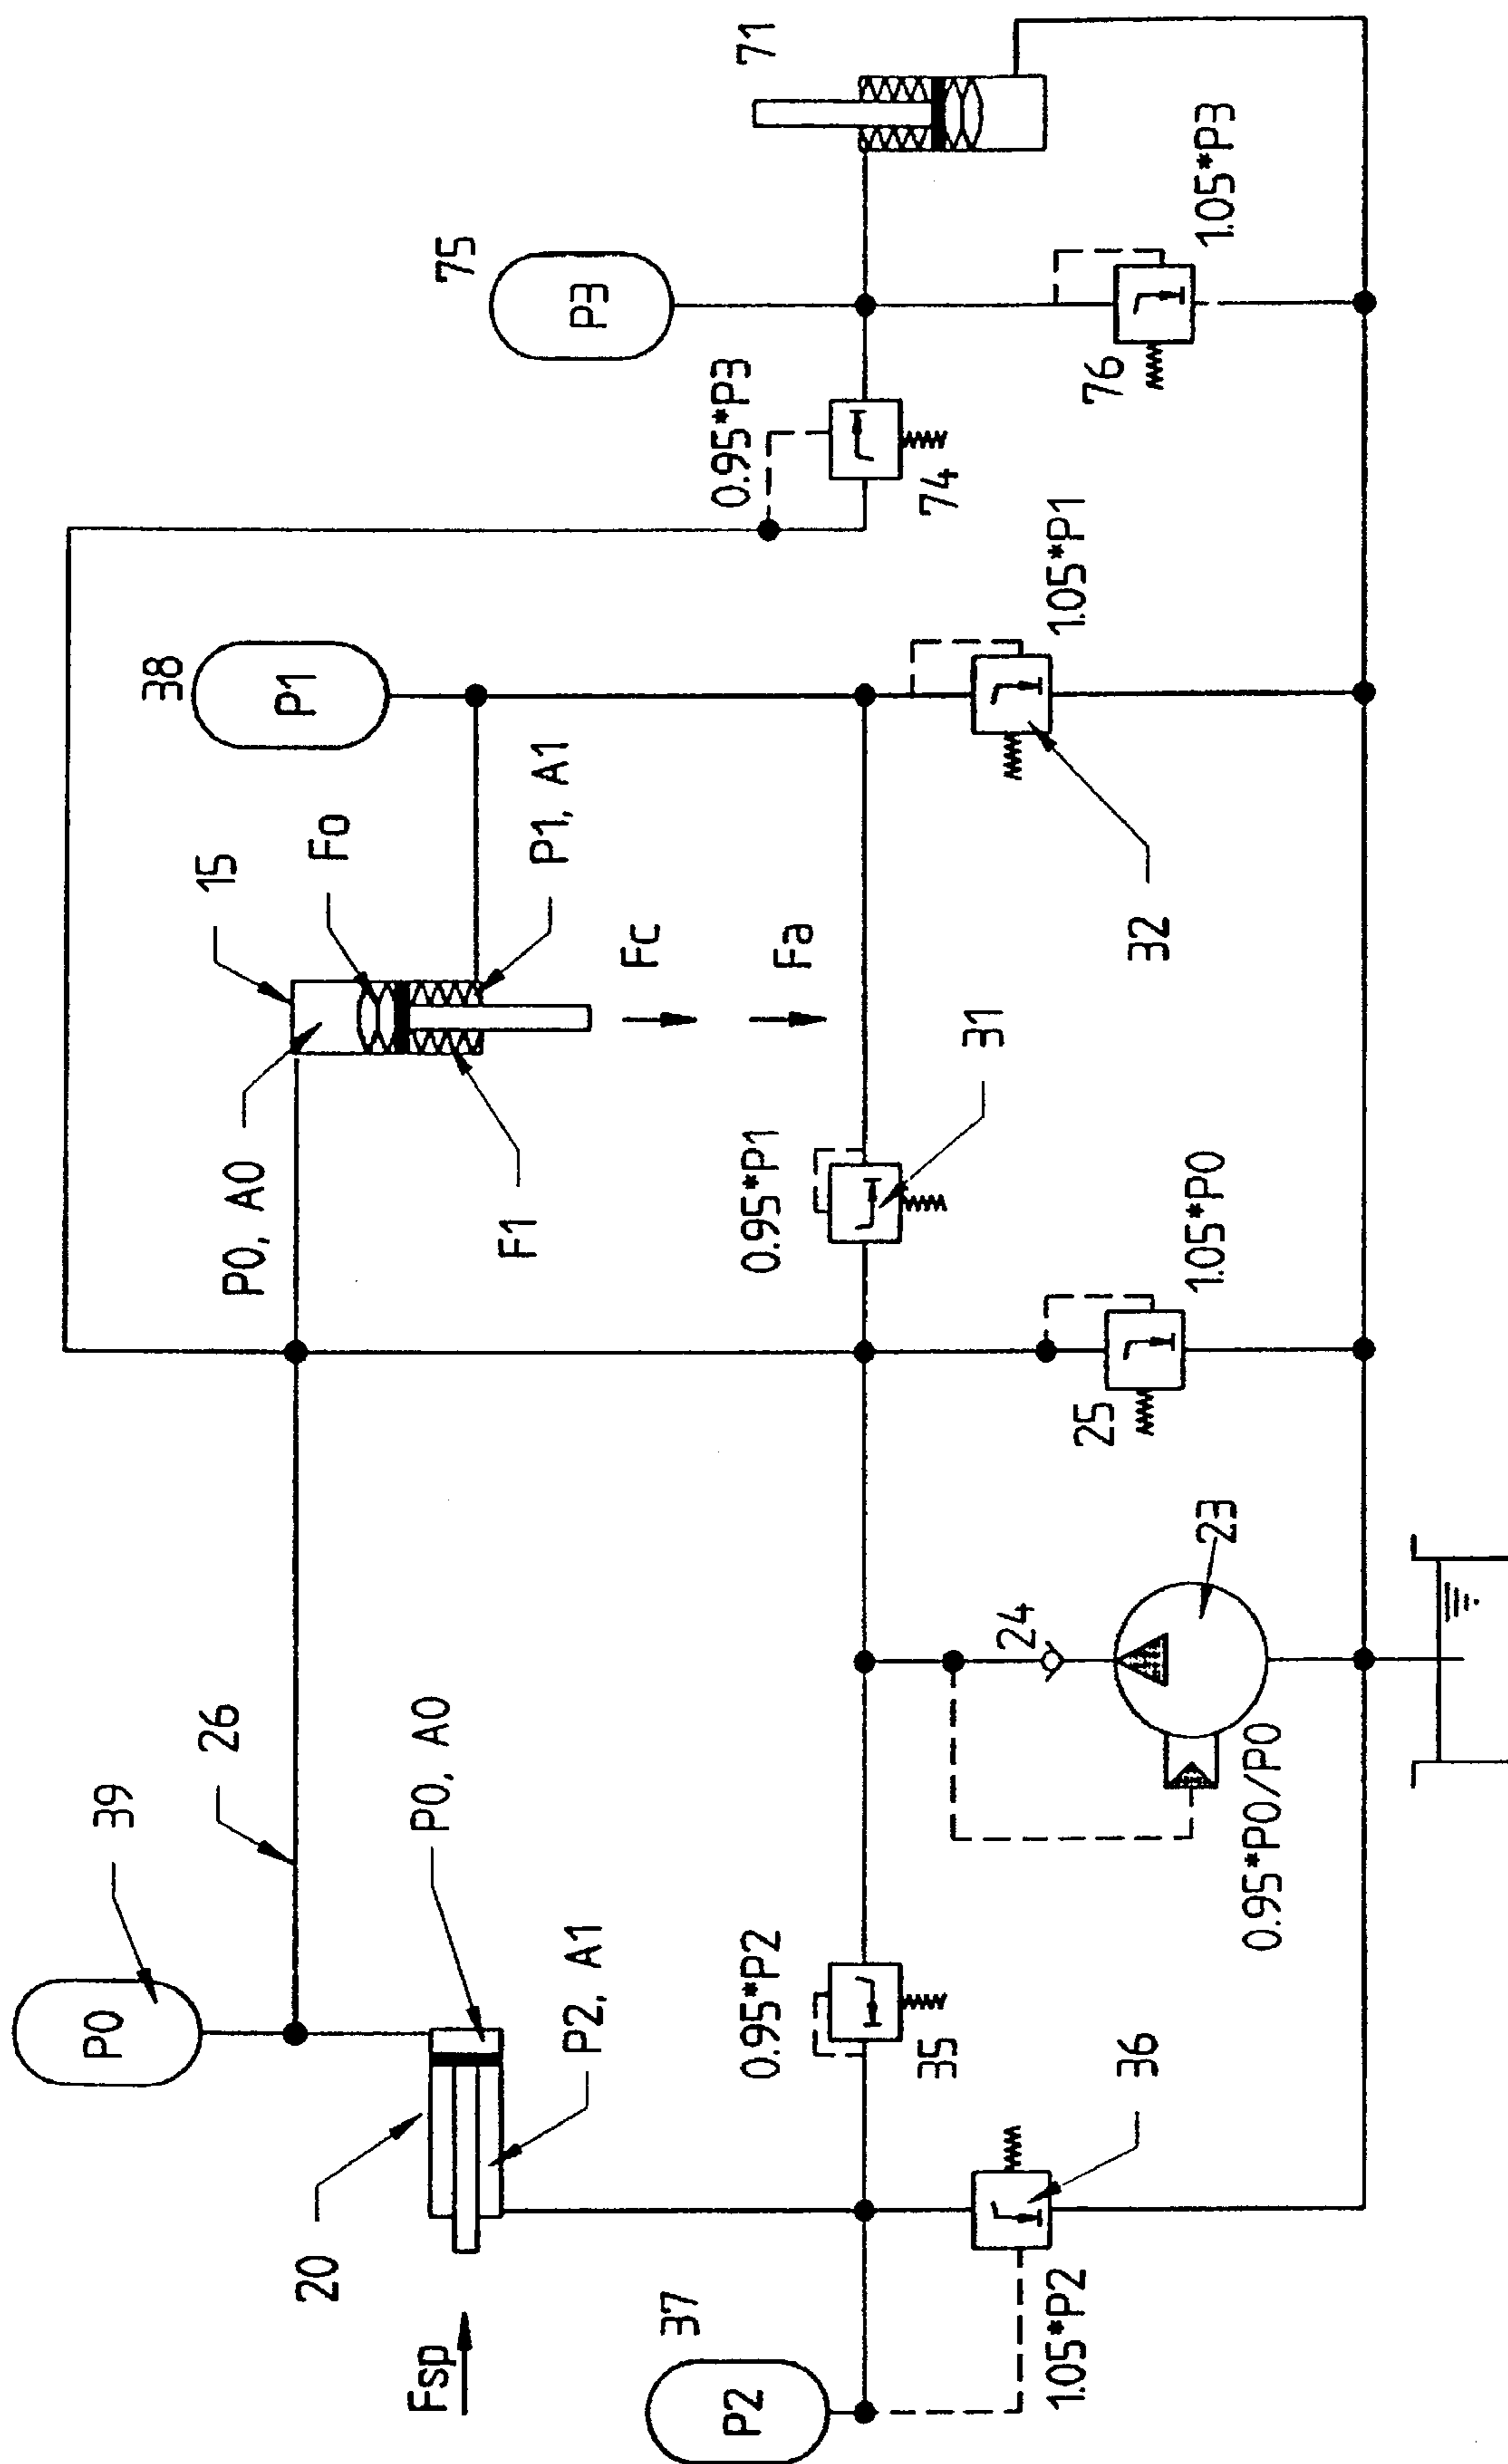 P0
39
26
P0, A0
P2, A1
20
Fsp
37
P2
0.95*P2
35
36
1.05*P2
24
23
0.95*P0/P0
25
1.05*P0
0.95*P1
31
P0, A0
F1
15
Fo
P1, A1
Fc
Fa
38
P1
32
1.05*P1
0.95*P3
74
75
P3
76
1.05*P3
71